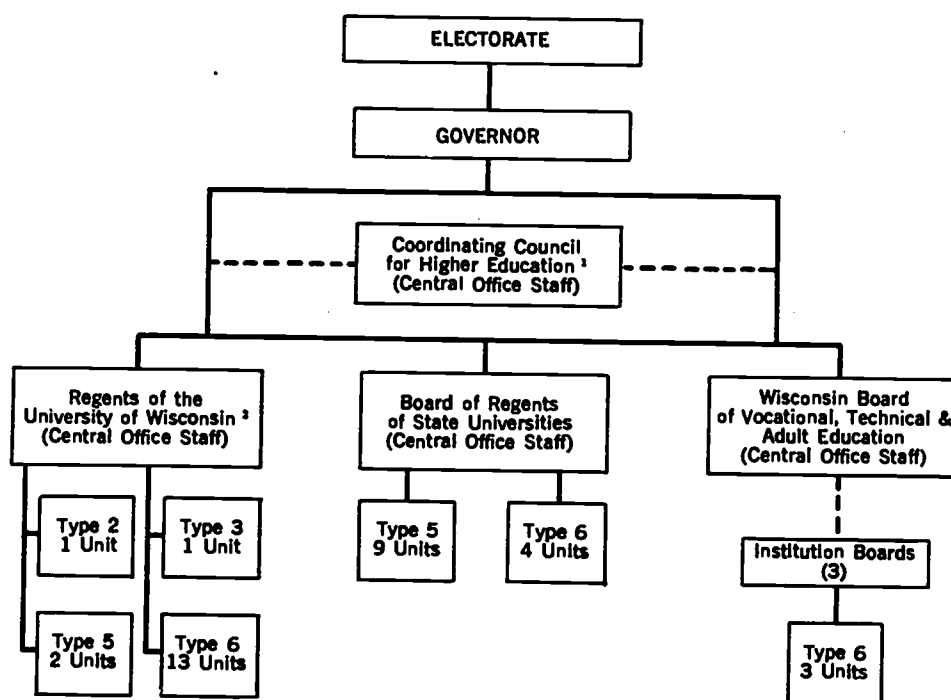 ELECTORATE
GOVERNOR
Coordinating Council
for Higher Education ¹
(Central Office Staff)
Regents of the
University of Wisconsin ²
(Central Office Staff)
Board of Regents
of State Universities
(Central Office Staff)
Wisconsin Board
of Vocational, Technical &
Adult Education
(Central Office Staff)
Type 2
1 Unit
Type 3
1 Unit
Type 5
2 Units
Type 6
13 Units
Type 5
9 Units
Type 6
4 Units
Institution Boards
(3)
Type 6
3 Units